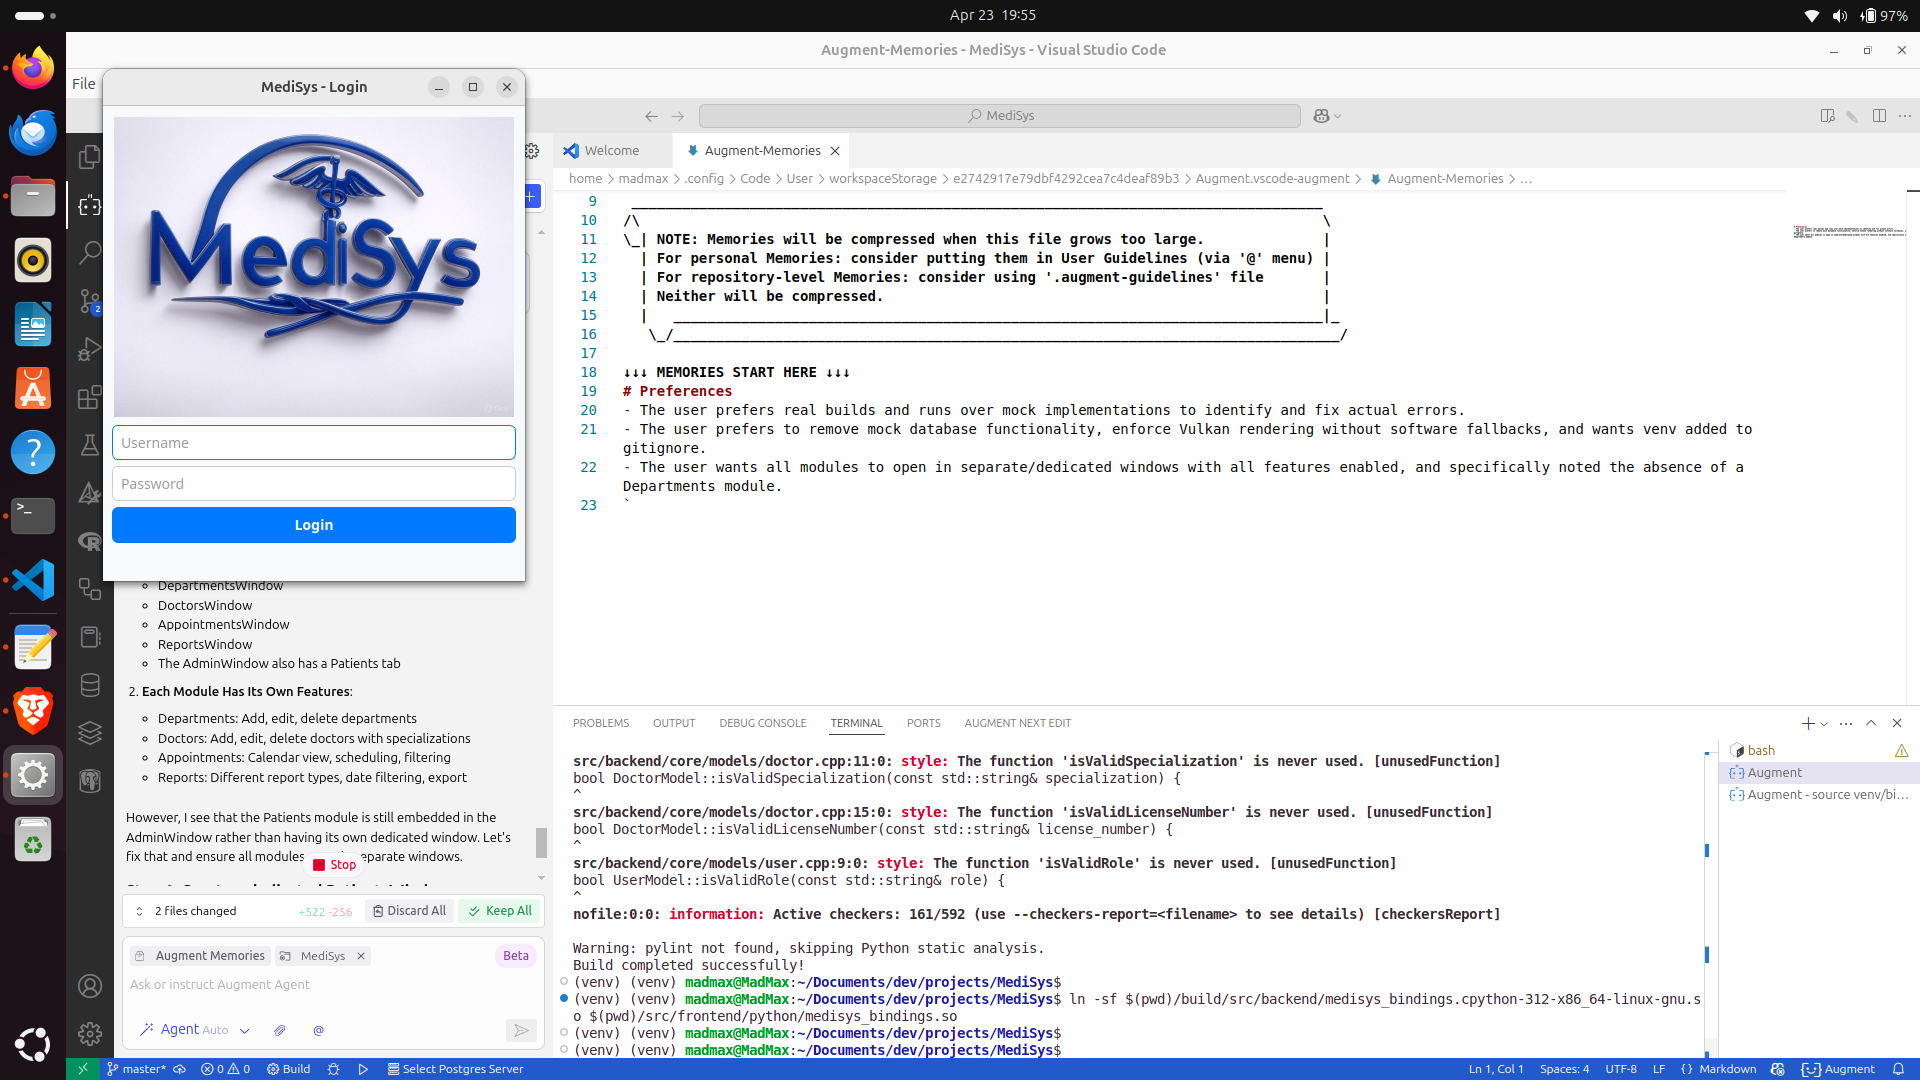 Apr 23  19:55
97%
Augment-Memories - MediSys - Visual Studio Code
File
MediSys
MediSys - Login
MediSys
Username
Password
Login
Welcome
Augment-Memories
home > madmax > .config > Code > User > workspaceStorage > e2742917e79dbf4292cea7c4deaf89b3 > Augment.vscode-augment > Augment-Memories > ...
9
10 /\ \
11 \_| NOTE: Memories will be compressed when this file grows too large. |
12 | For personal Memories: consider putting them in User Guidelines (via '@' menu) |
13 | For repository-level Memories: consider using '.augment-guidelines' file |
14 | Neither will be compressed. |
15 | ________________________________________________________________________________|_
16 \_/________________________________________________________________________________/
17
18 ↓↓↓ MEMORIES START HERE ↓↓↓
19 # Preferences
20 - The user prefers real builds and runs over mock implementations to identify and fix actual errors.
21 - The user prefers to remove mock database functionality, enforce Vulkan rendering without software fallbacks, and wants venv added to
gitignore.
22 - The user wants all modules to open in separate/dedicated windows with all features enabled, and specifically noted the absence of a
Departments module.
23 `
2
DepartmentsWindow
DoctorsWindow
AppointmentsWindow
ReportsWindow
The AdminWindow also has a Patients tab
2. Each Module Has Its Own Features:
Departments: Add, edit, delete departments
Doctors: Add, edit, delete doctors with specializations
Appointments: Calendar view, scheduling, filtering
Reports: Different report types, date filtering, export
However, I see that the Patients module is still embedded in the
AdminWindow rather than having its own dedicated window. Let's
fix that and ensure all modules
separate windows.
Stop
2 files changed
+522 -256
Discard All
Keep All
Augment Memories
MediSys
Beta
Ask or instruct Augment Agent
Agent Auto
PROBLEMS
OUTPUT
DEBUG CONSOLE
TERMINAL
PORTS
AUGMENT NEXT EDIT
src/backend/core/models/doctor.cpp:11:0: style: The function 'isValidSpecialization' is never used. [unusedFunction]
bool DoctorModel::isValidSpecialization(const std::string& specialization) {
^
src/backend/core/models/doctor.cpp:15:0: style: The function 'isValidLicenseNumber' is never used. [unusedFunction]
bool DoctorModel::isValidLicenseNumber(const std::string& license_number) {
^
src/backend/core/models/user.cpp:9:0: style: The function 'isValidRole' is never used. [unusedFunction]
bool UserModel::isValidRole(const std::string& role) {
^
nofile:0:0: information: Active checkers: 161/592 (use --checkers-report=<filename> to see details) [checkersReport]
Warning: pylint not found, skipping Python static analysis.
Build completed successfully!
(venv) (venv) madmax@MadMax:~/Documents/dev/projects/MediSys$
(venv) (venv) madmax@MadMax:~/Documents/dev/projects/MediSys$ ln -sf $(pwd)/build/src/backend/medisys_bindings.cpython-312-x86_64-linux-gnu.s
o $(pwd)/src/frontend/python/medisys_bindings.so
(venv) (venv) madmax@MadMax:~/Documents/dev/projects/MediSys$
(venv) (venv) madmax@MadMax:~/Documents/dev/projects/MediSys$
bash
Augment
Augment - source venv/bi...
master*
0 0
Build
Select Postgres Server
Ln 1, Col 1
Spaces: 4
UTF-8
LF
{ } Markdown
Augment